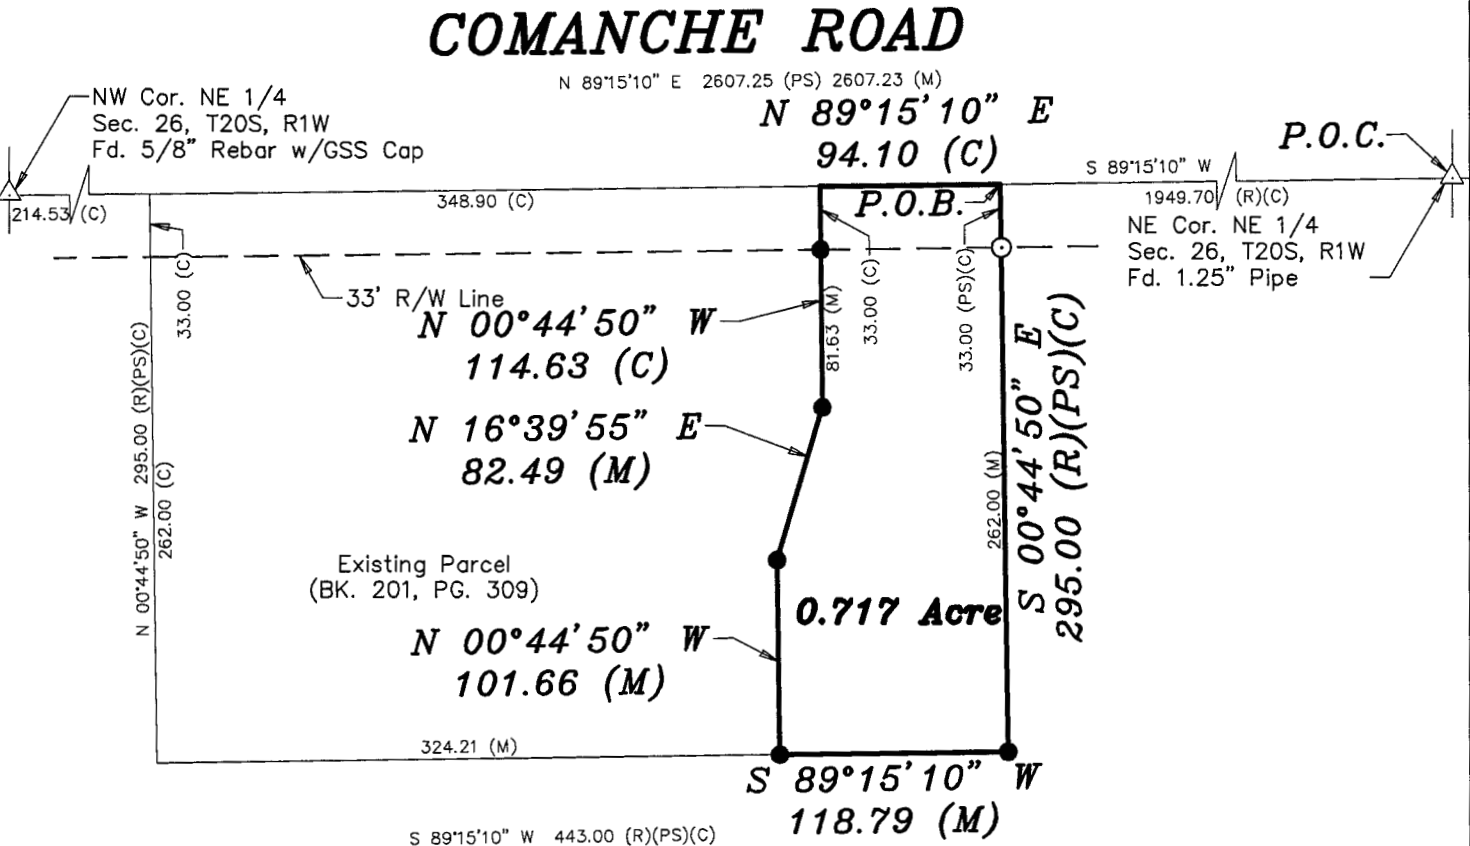 COMANCHE ROAD
N 89°15'10" E 2607.25 (PS) 2607.23 (M)
NW Cor. NE 1/4
Sec. 26, T20S, R1W
Fd. 5/8" Rebar w/GSS Cap
N 89°15'10" E
94.10 (C)
P.O.C.
S 89°15'10" W
214.53 (C)
348.90 (C)
P.O.B.
1949.70 (R)(C)
NE Cor. NE 1/4
Sec. 26, T20S, R1W
Fd. 1.25" Pipe
33.00 (C)
33' R/W Line
N 00°44'50" W
114.63 (C)
81.63 (M)
33.00 (C)
33.00 (PS)(C)
N 16°39'55" E
82.49 (M)
N 00°44'50" W 295.00 (R)(PS)(C)
262.00 (C)
262.00 (M)
S 00°44'50" E
295.00 (R)(PS)(C)
Existing Parcel
(BK. 201, PG. 309)
0.717 Acre
N 00°44'50" W
101.66 (M)
324.21 (M)
S 89°15'10" W
118.79 (M)
S 89°15'10" W 443.00 (R)(PS)(C)